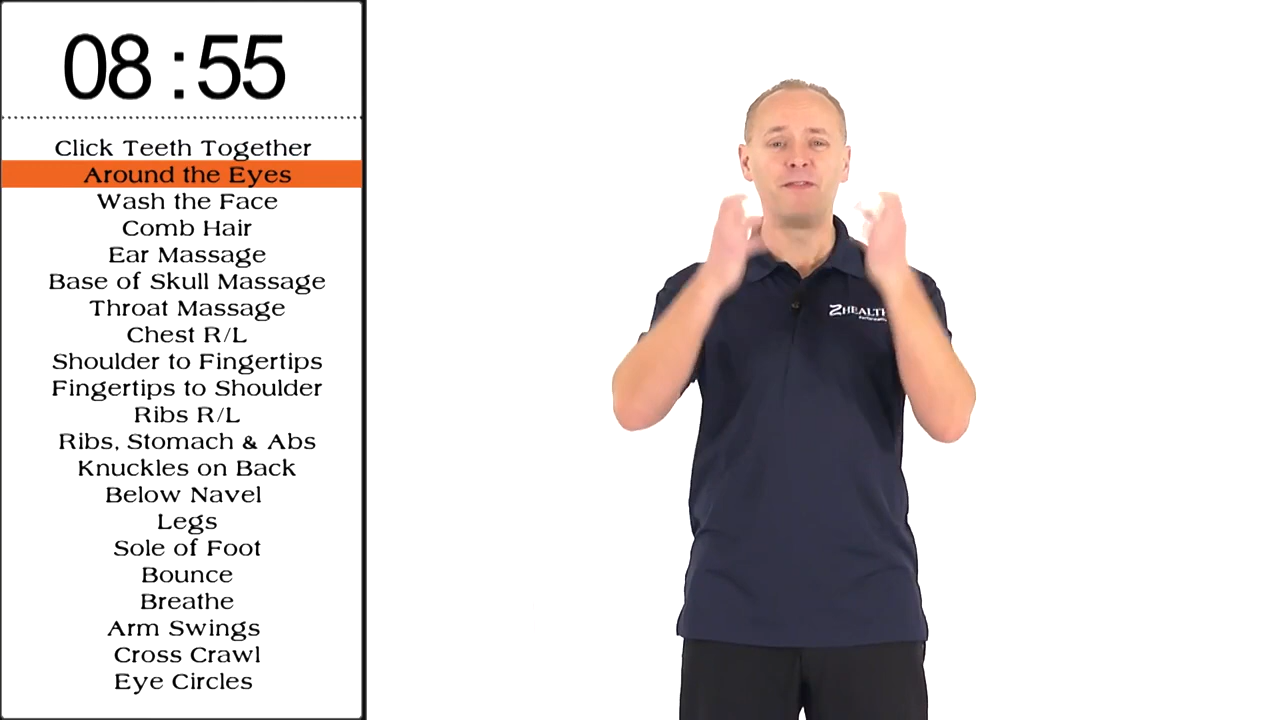 08:55
Click Teeth Together
Around the Eyes
Wash the Face
Comb Hair
Ear Massage
Base of Skull Massage
Throat Massage
Chest R/L
Shoulder to Fingertips
Fingertips to Shoulder
Ribs R/L
Ribs, Stomach & Abs
Knuckles on Back
Below Navel
Legs
Sole of Foot
Bounce
Breathe
Arm Swings
Cross Crawl
Eye Circles
ZHEALTH